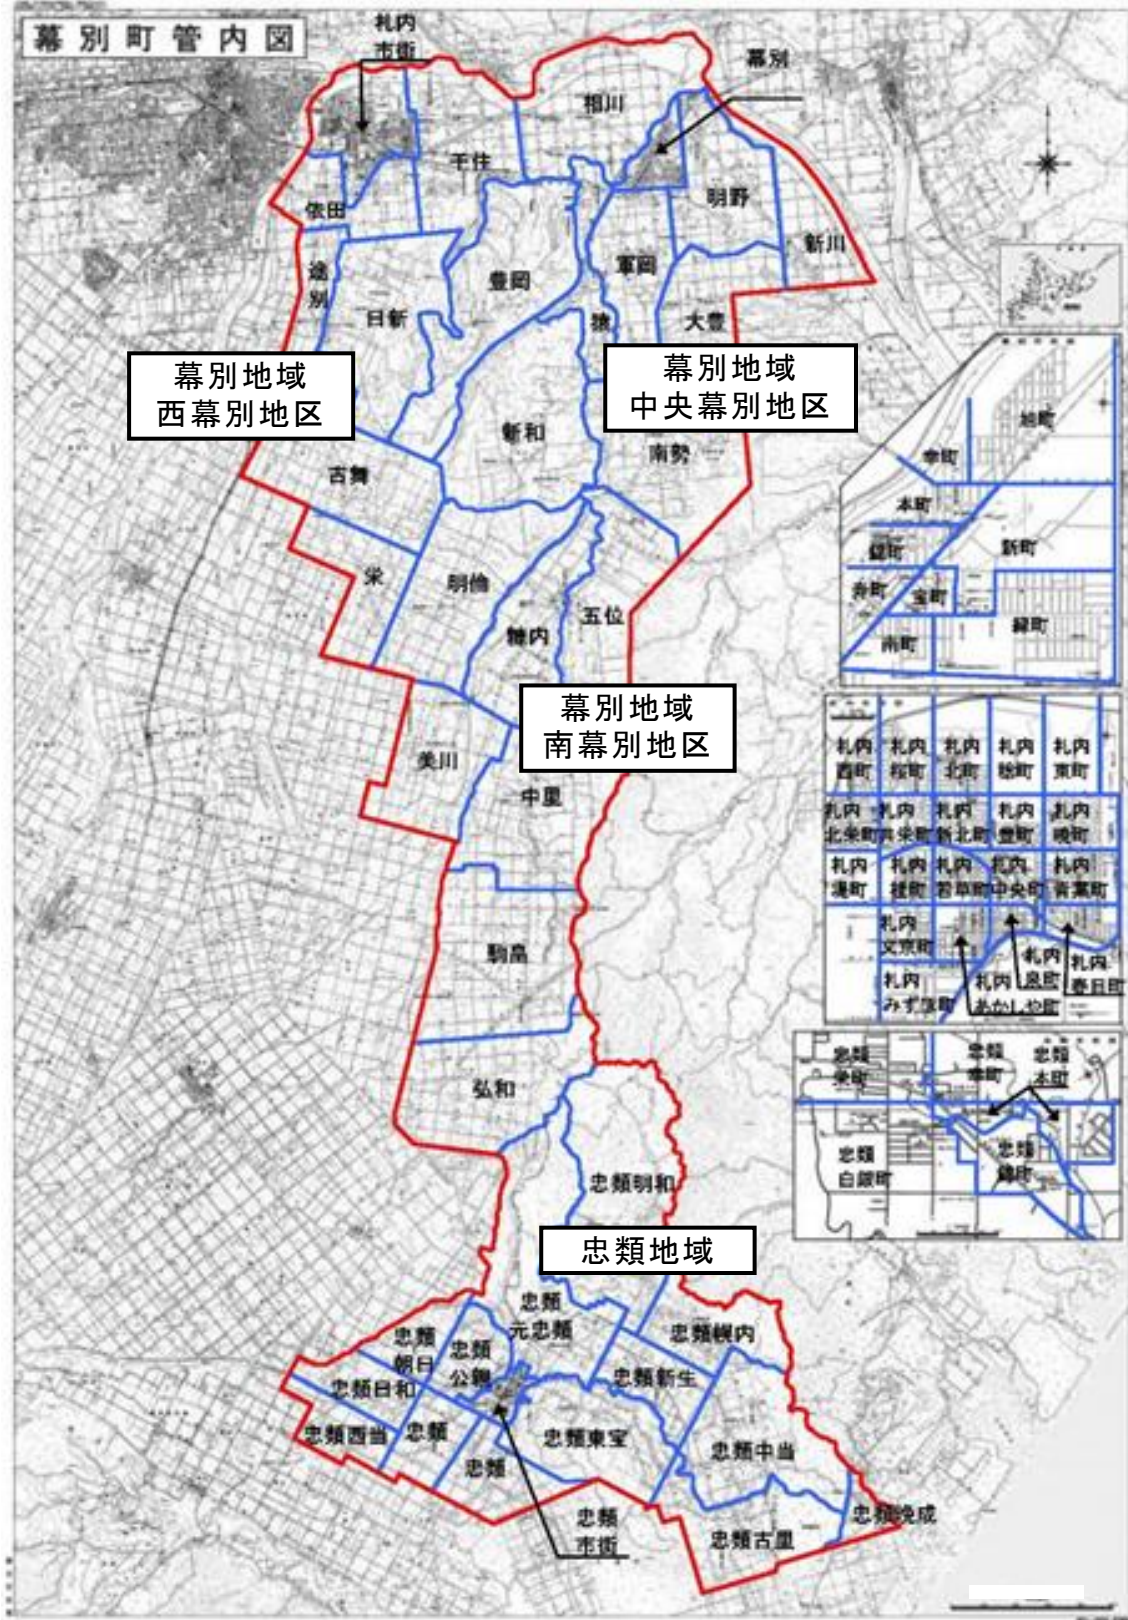 幕別町管内図
札内
市街
幕別
相川
千住
依田
明野
新川
途別
豊岡
軍岡
日新
猿
大豊
幕別地域
西幕別地区
幕別地域
中央幕別地区
新和
南勢
古舞
栄
明倫
五位
糠内
幕別地域
南幕別地区
美川
中里
駒畠
弘和
忠類明和
忠類地域
忠類
元忠類
忠類幌内
忠類
朝日
忠類
公親
忠類日和
忠類新生
忠類西当
忠類
忠類
忠類東宝
忠類中当
忠類
市街
忠類古里
忠類晩成
旭町
幸町
本町
錦町
新町
寿町
宝町
緑町
南町
札内
西町
札内
桜町
札内
北町
札内
稔町
札内
東町
札内
北栄町
共栄町
札内
新北町
札内
豊町
札内
暁町
札内
堤町
札内
桂町
札内
若草町
札内
中央町
札内
青葉町
札内
文京町
札内
みずほ町
札内
あかしや町
札内
泉町
札内
春日町
忠類
栄町
忠類
幸町
忠類
本町
忠類
白銀町
忠類
錦町